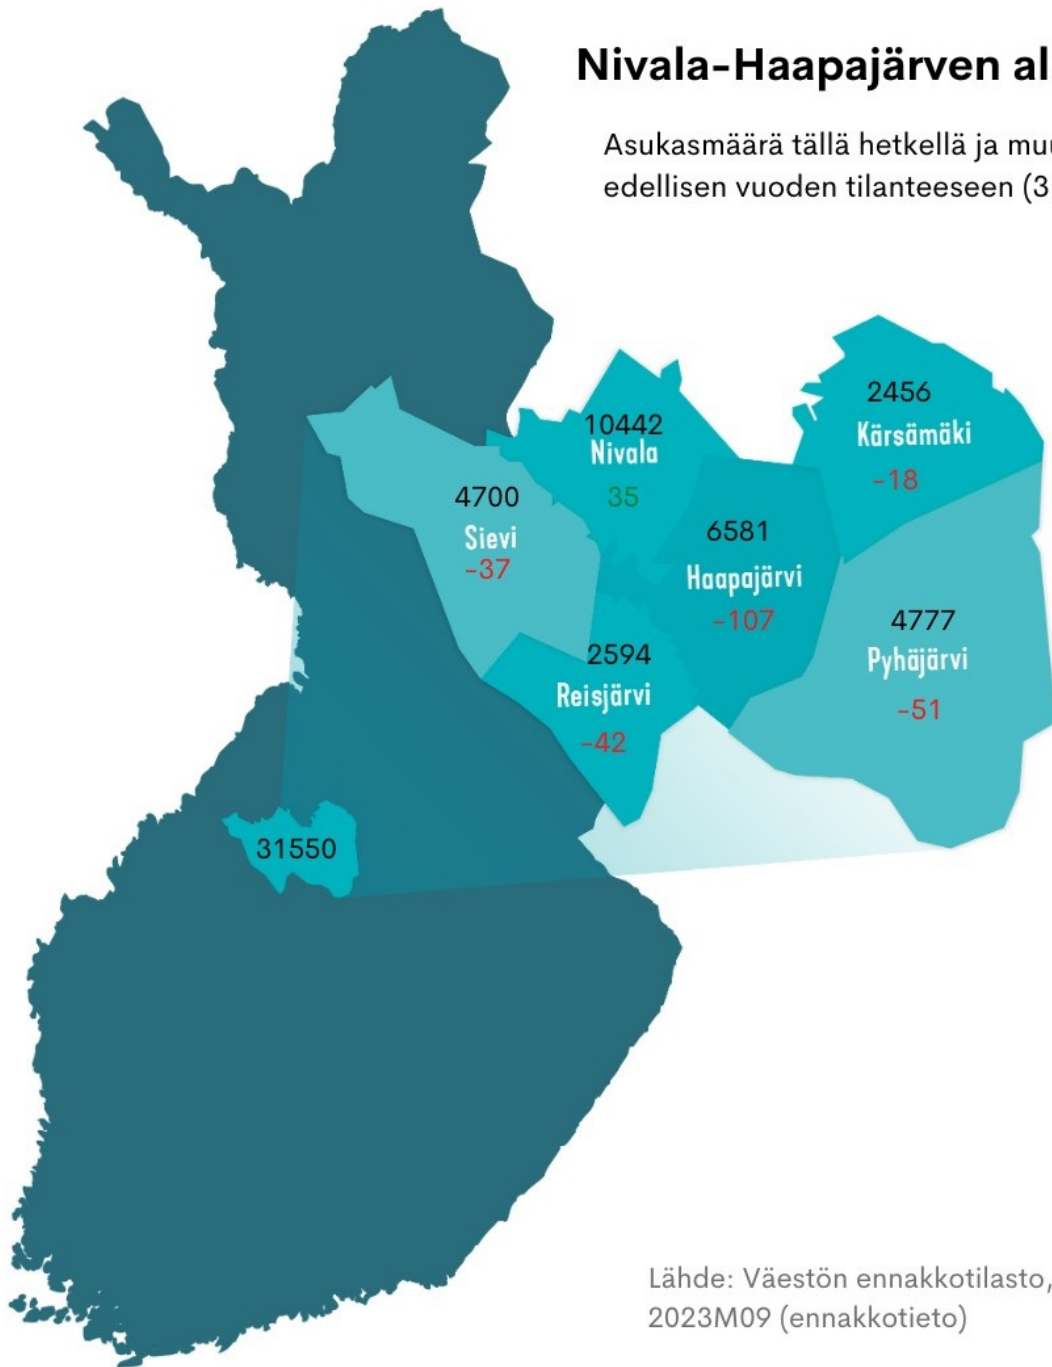 Nivala-Haapajärven al
Asukasmäärä tällä hetkellä ja muu
edellisen vuoden tilanteeseen (3
2456
Kärsämäki
-18
10442
Nivala
35
4700
Sievi
-37
6581
Haapajärvi
-107
4777
Pyhäjärvi
-51
2594
Reisjärvi
-42
31550
Lähde: Väestön ennakkotilasto,
2023M09 (ennakkotieto)